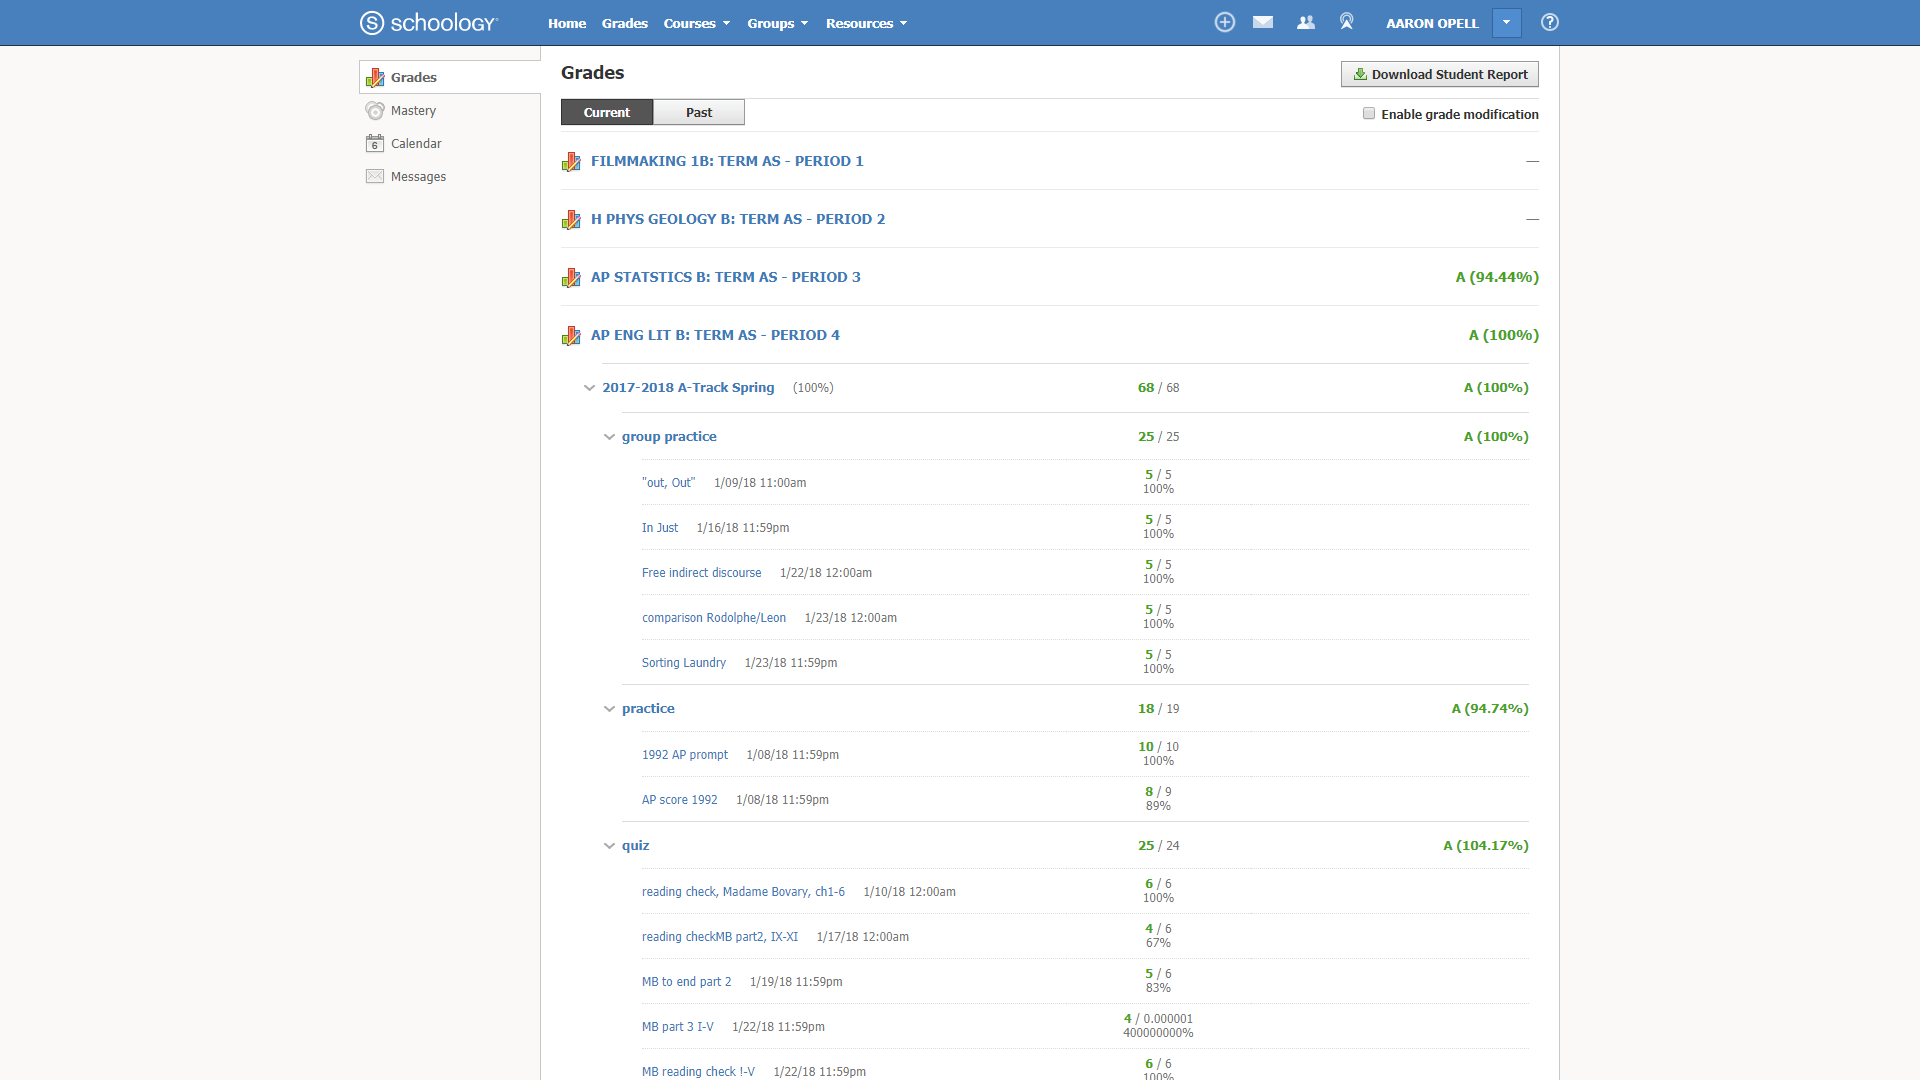 schoology
Home Grades Courses Groups Resources
AARON OPELL
Grades
Mastery
6
Calendar
Messages
Grades
Download Student Report
Current Past
Enable grade modification
FILMMAKING 1B: TERM AS - PERIOD 1 —
H PHYS GEOLOGY B: TERM AS - PERIOD 2 —
AP STATSTICS B: TERM AS - PERIOD 3 A (94.44%)
AP ENG LIT B: TERM AS - PERIOD 4 A (100%)
2017-2018 A-Track Spring (100%) 68 / 68 A (100%)
group practice 25 / 25 A (100%)
"out, Out" 1/09/18 11:00am 5 / 5
100%
In Just 1/16/18 11:59pm 5 / 5
100%
Free indirect discourse 1/22/18 12:00am 5 / 5
100%
comparison Rodolphe/Leon 1/23/18 12:00am 5 / 5
100%
Sorting Laundry 1/23/18 11:59pm 5 / 5
100%
practice 18 / 19 A (94.74%)
1992 AP prompt 1/08/18 11:59pm 10 / 10
100%
AP score 1992 1/08/18 11:59pm 8 / 9
89%
quiz 25 / 24 A (104.17%)
reading check, Madame Bovary, ch1-6 1/10/18 12:00am 6 / 6
100%
reading checkMB part2, IX-XI 1/17/18 12:00am 4 / 6
67%
MB to end part 2 1/19/18 11:59pm 5 / 6
83%
MB part 3 I-V 1/22/18 11:59pm 4 / 0.000001
400000000%
MB reading check !-V 1/22/18 11:59pm 6 / 6
100%